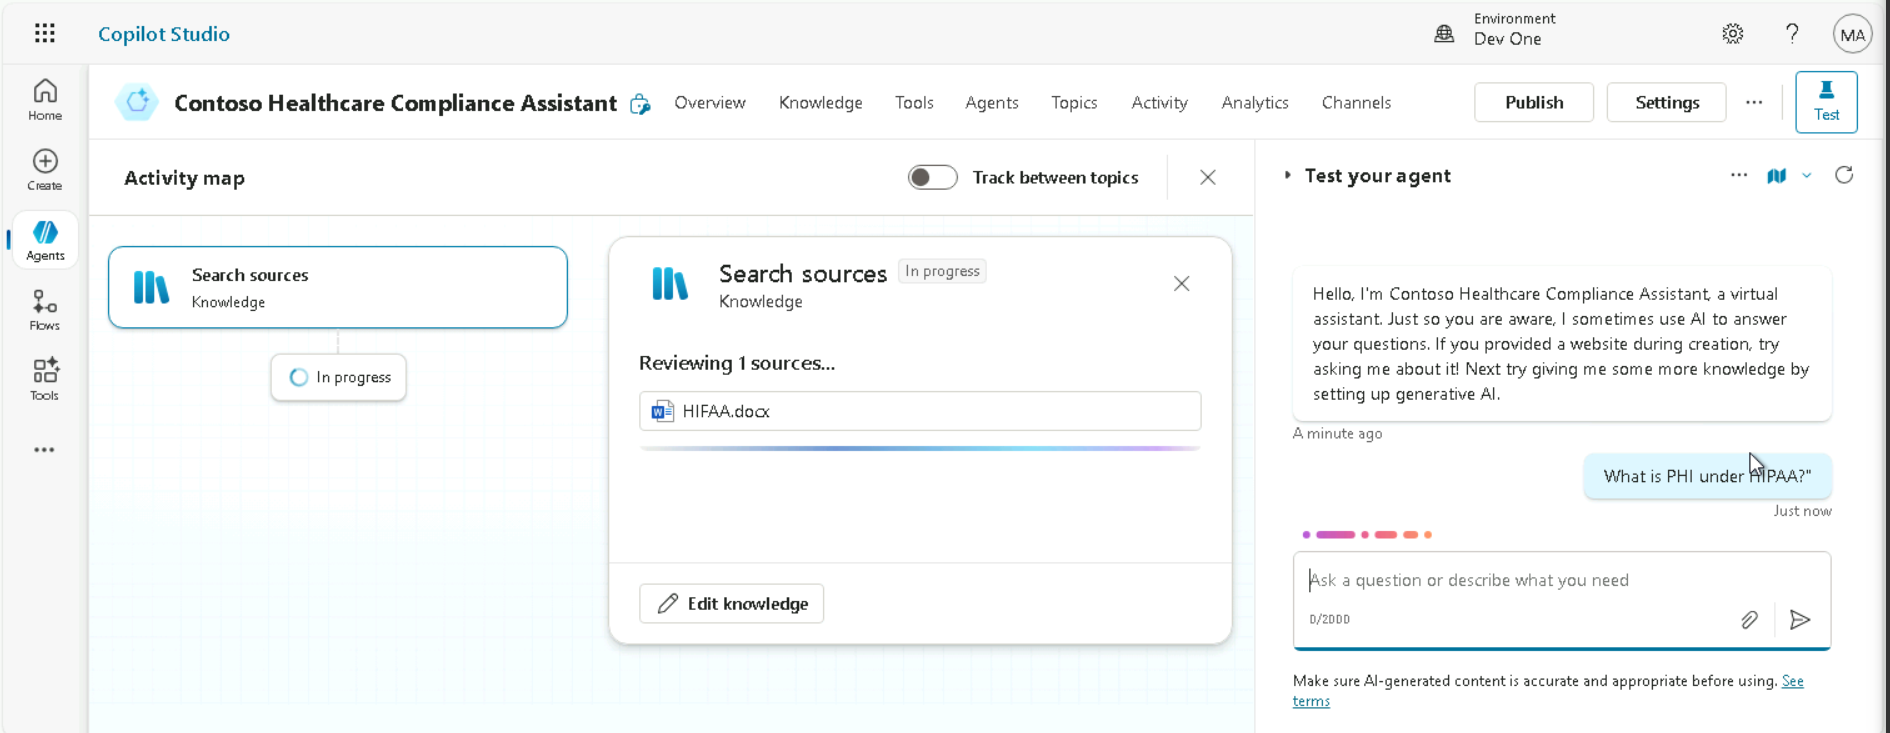 Copilot Studio
Environment
Dev One
MA
Home
Create
Agents
Flows
Tools
Contoso Healthcare Compliance Assistant
Overview
Knowledge
Tools
Agents
Topics
Activity
Analytics
Channels
Publish
Settings
Test
Activity map
Track between topics
Search sources
Knowledge
In progress
Search sources
In progress
Knowledge
Reviewing 1 sources...
HIFAA.docx
Edit knowledge
Test your agent
Hello, I'm Contoso Healthcare Compliance Assistant, a virtual
assistant. Just so you are aware, I sometimes use AI to answer
your questions. If you provided a website during creation, try
asking me about it! Next try giving me some more knowledge by
setting up generative AI.
A minute ago
What is PHI under HIPAA?"
Just now
Ask a question or describe what you need
0/2000
Make sure AI-generated content is accurate and appropriate before using. See
terms